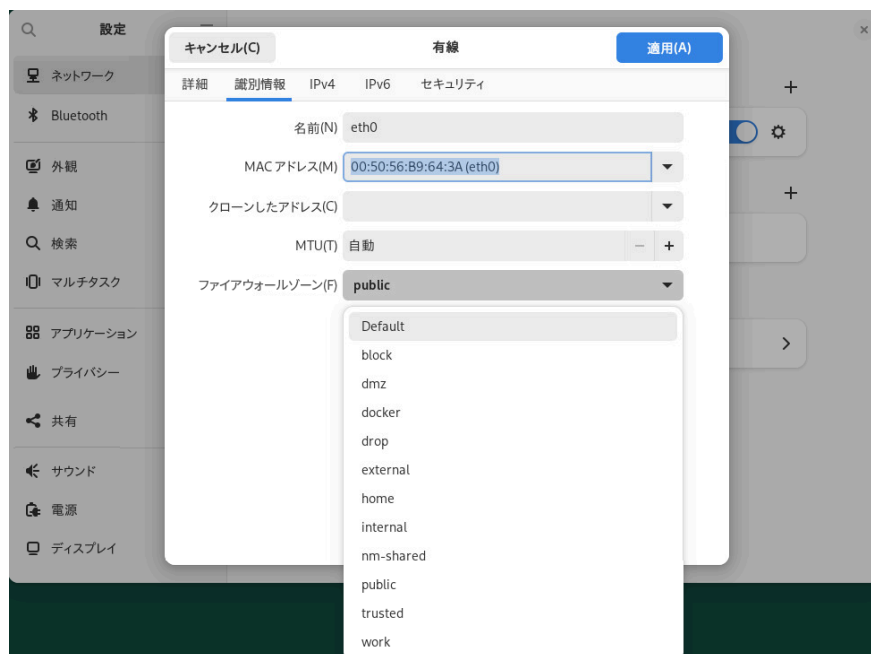 設定
ネットワーク
Bluetooth
外観
通知
検索
マルチタスク
アプリケーション
プライバシー
共有
サウンド
電源
ディスプレイ
キャンセル(C)
有線
適用(A)
詳細
識別情報
IPv4
IPv6
セキュリティ
名前(N) eth0
MAC アドレス(M) 00:50:56:B9:64:3A (eth0)
クローンしたアドレス(C)
MTU(T) 自動
ファイアウォールゾーン(F) public
Default
block
dmz
docker
drop
external
home
internal
nm-shared
public
trusted
work